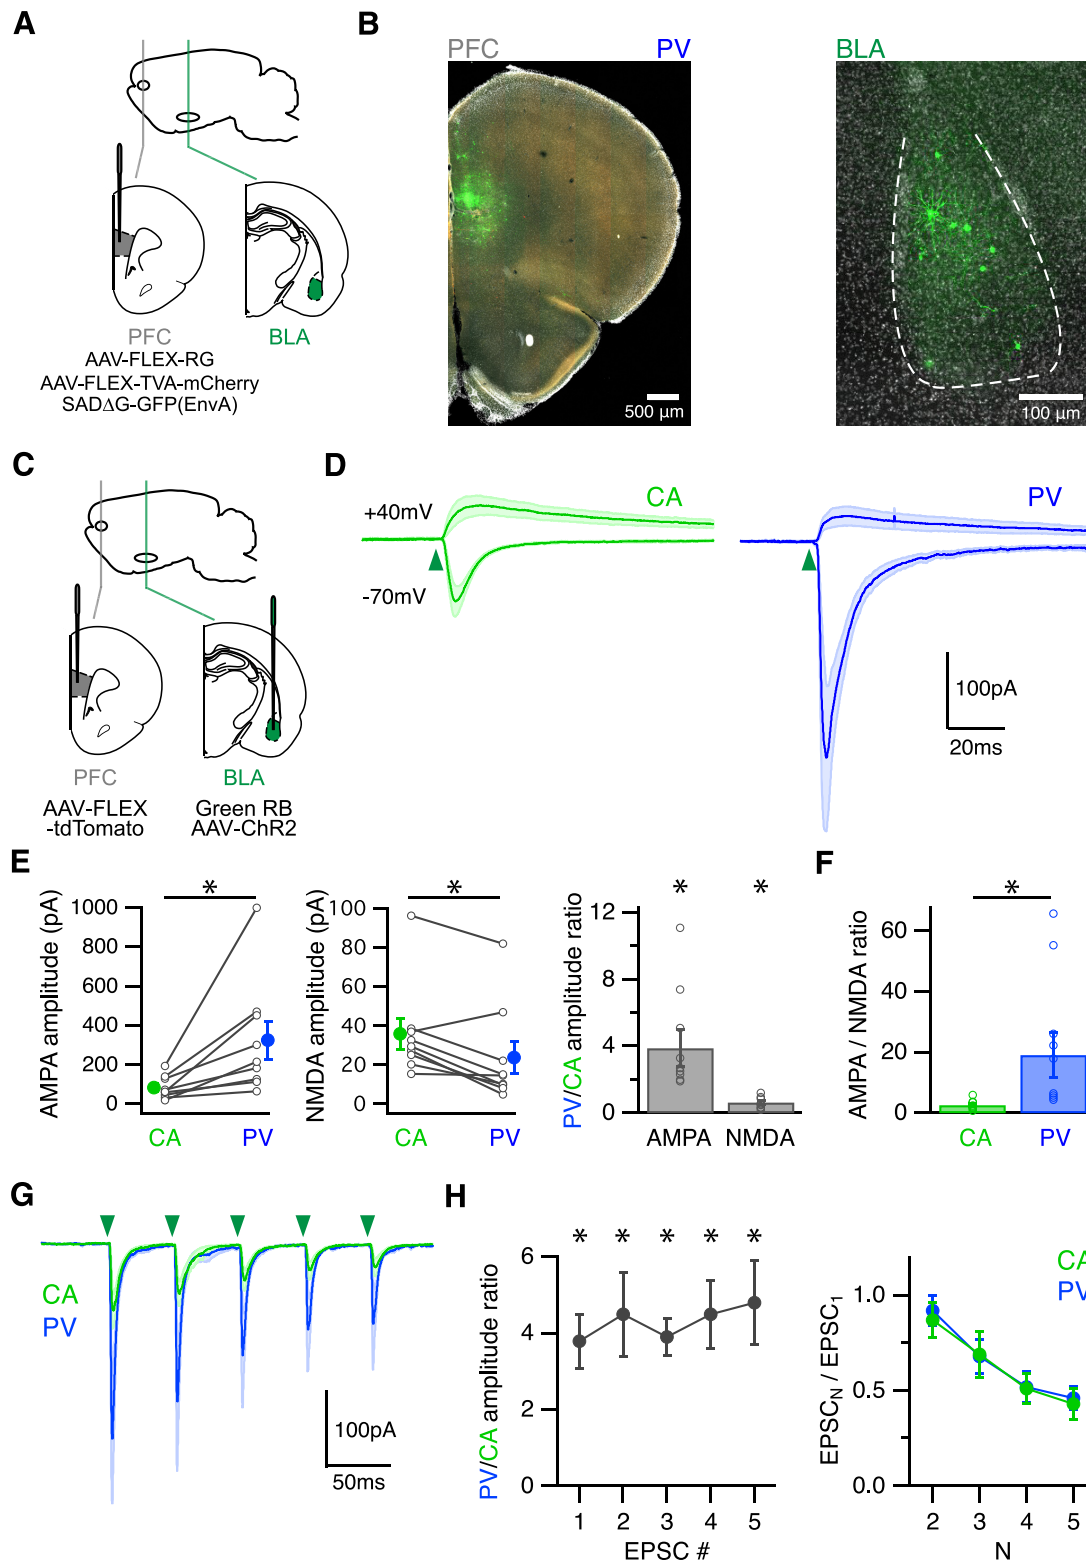 A
B
PFC
PV
BLA
PFC
BLA
AAV-FLEX-RG
AAV-FLEX-TVA-mCherry
SADΔG-GFP(EnvA)
500 µm
100 µm
C
D
+40mV
CA
PV
-70mV
100pA
20ms
PFC
BLA
AAV-FLEX
-tdTomato
Green RB
AAV-ChR2
E
F
AMPA amplitude (pA)
1000
800
600
400
200
0
*
CA
PV
NMDA amplitude (pA)
100
80
60
40
20
0
*
CA
PV
PV/CA amplitude ratio
12
8
4
0
* *
AMPA
NMDA
AMPA / NMDA ratio
60
40
20
0
*
CA
PV
G
H
CA
PV
100pA
50ms
PV/CA amplitude ratio
6
4
2
0
* * * * *
1 2 3 4 5
EPSC #
EPSCN / EPSC1
1.0
0.5
0.0
CA
PV
2 3 4 5
N